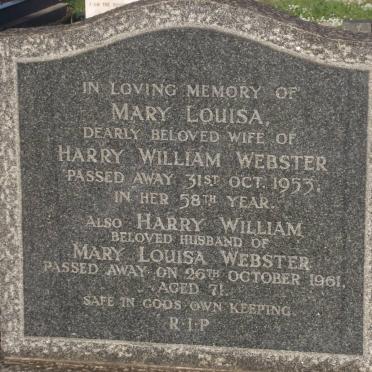 IN LOVING MEMORY OF
MARY LOUISA,
DEARLY BELOVED WIFE OF
HARRY WILLIAM WEBSTER
PASSED AWAY 31ST OCT. 1953.
IN HER 58TH YEAR.
ALSO HARRY WILLIAM
BELOVED HUSBAND OF
MARY LOUISA WEBSTER
PASSED AWAY ON 26TH OCTOBER 1961.
AGED 71
SAFE IN GOD'S OWN KEEPING
R.I.P